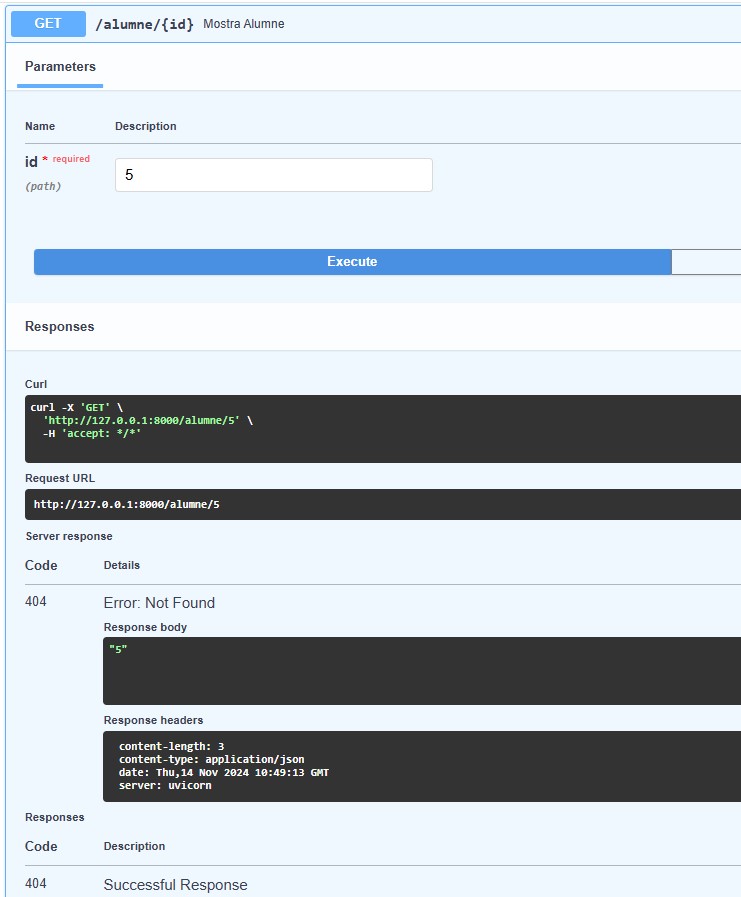 GET /alumne/{id} Mostra Alumne
Parameters
Name Description
id * required
(path)
5
Execute
Responses
Curl
curl -X 'GET' \
'http://127.0.0.1:8000/alumne/5' \
-H 'accept: */*'
Request URL
http://127.0.0.1:8000/alumne/5
Server response
Code Details
404 Error: Not Found
Response body
"5"
Response headers
content-length: 3
content-type: application/json
date: Thu,14 Nov 2024 10:49:13 GMT
server: uvicorn
Responses
Code Description
404 Successful Response